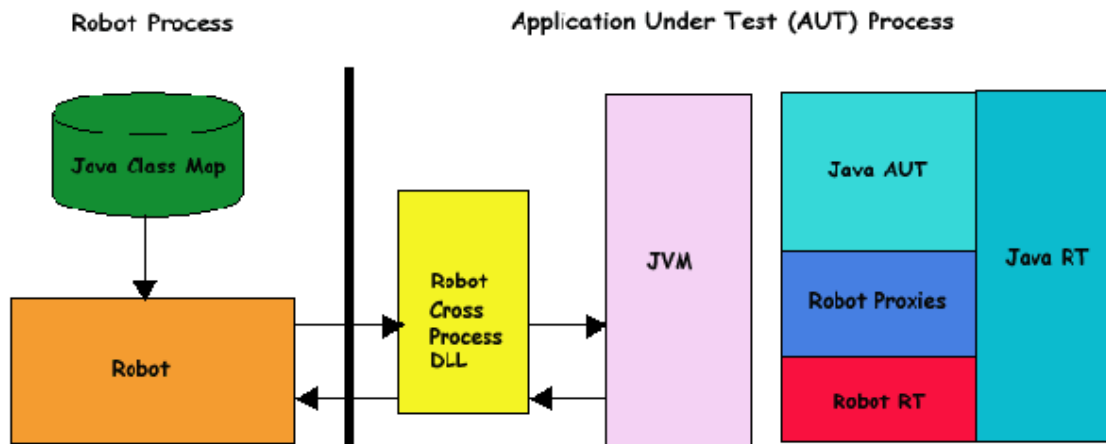 Robot Process
Application Under Test (AUT) Process
Java Class Map
Robot
Robot
Cross
Process
DLL
JVM
Java AUT
Robot Proxies
Robot RT
Java RT